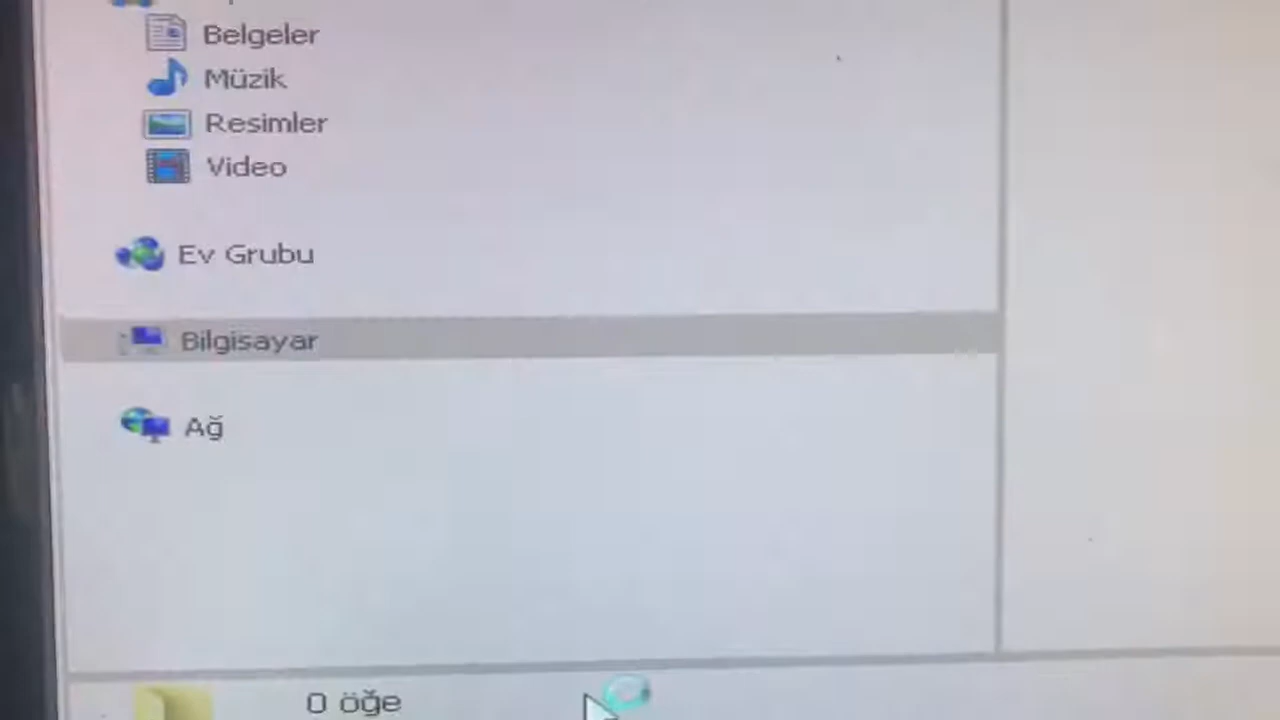 Belgeler
Müzik
Resimler
Video
Ev Grubu
Bilgisayar
Ağ
0 öğe